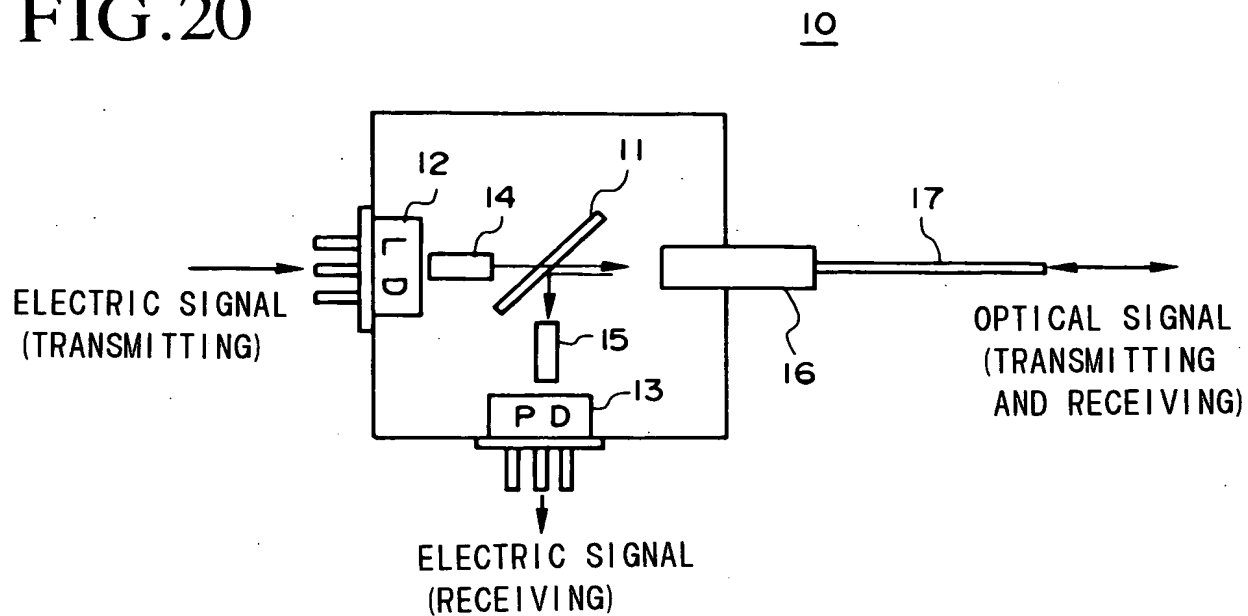 FIG.20
10
11
12
14
17
L D
ELECTRIC SIGNAL
(TRANSMITTING)
15
16
OPTICAL SIGNAL
(TRANSMITTING
AND RECEIVING)
13
P D
ELECTRIC SIGNAL
(RECEIVING)